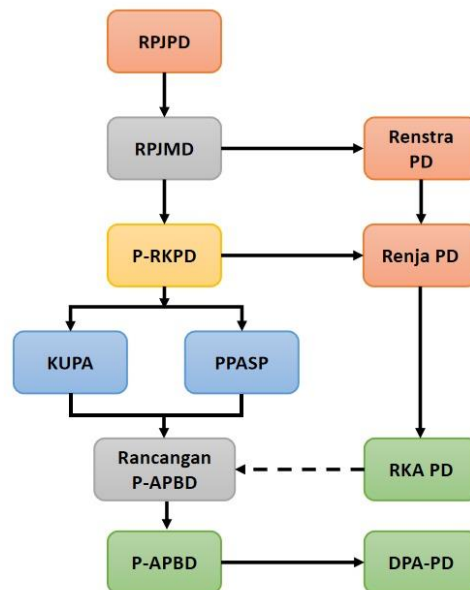 RPJPD
RPJMD
Renstra
PD
P-RKPD
Renja PD
KUPA
PPASP
Rancangan
P-APBD
RKA PD
P-APBD
DPA-PD